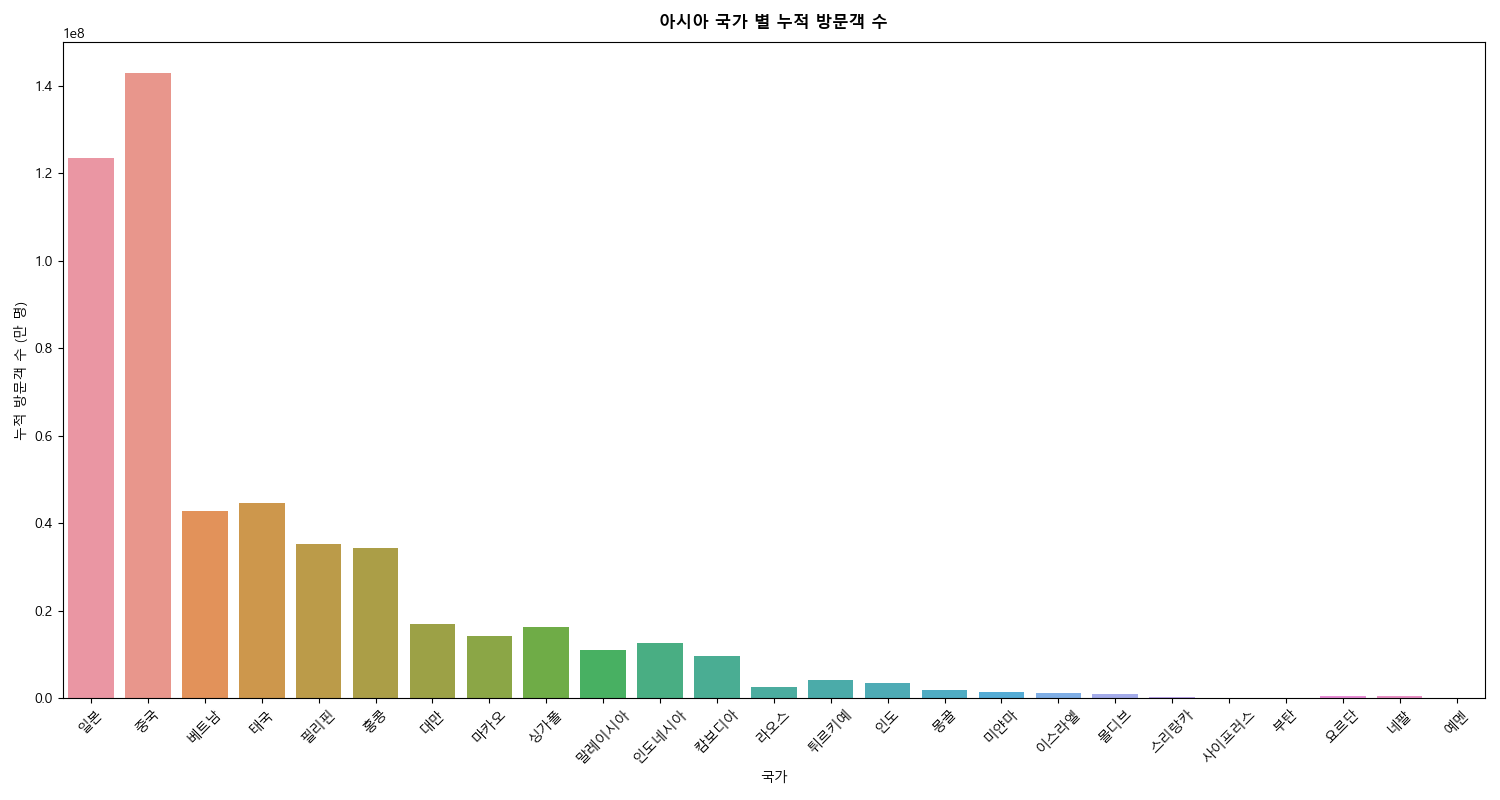 아시아 국가 별 누적 방문객 수
1e8
1.4
1.2
1.0
0.8
0.6
0.4
0.2
0.0
누적 방문객 수 (만 명)
일본
중국
베트남
태국
필리핀
홍콩
대만
마카오
싱가폴
말레이시아
인도네시아
캄보디아
라오스
튀르키예
인도
몽골
미얀마
이스라엘
몰디브
스리랑카
사이프러스
부탄
요르단
네팔
예멘
국가